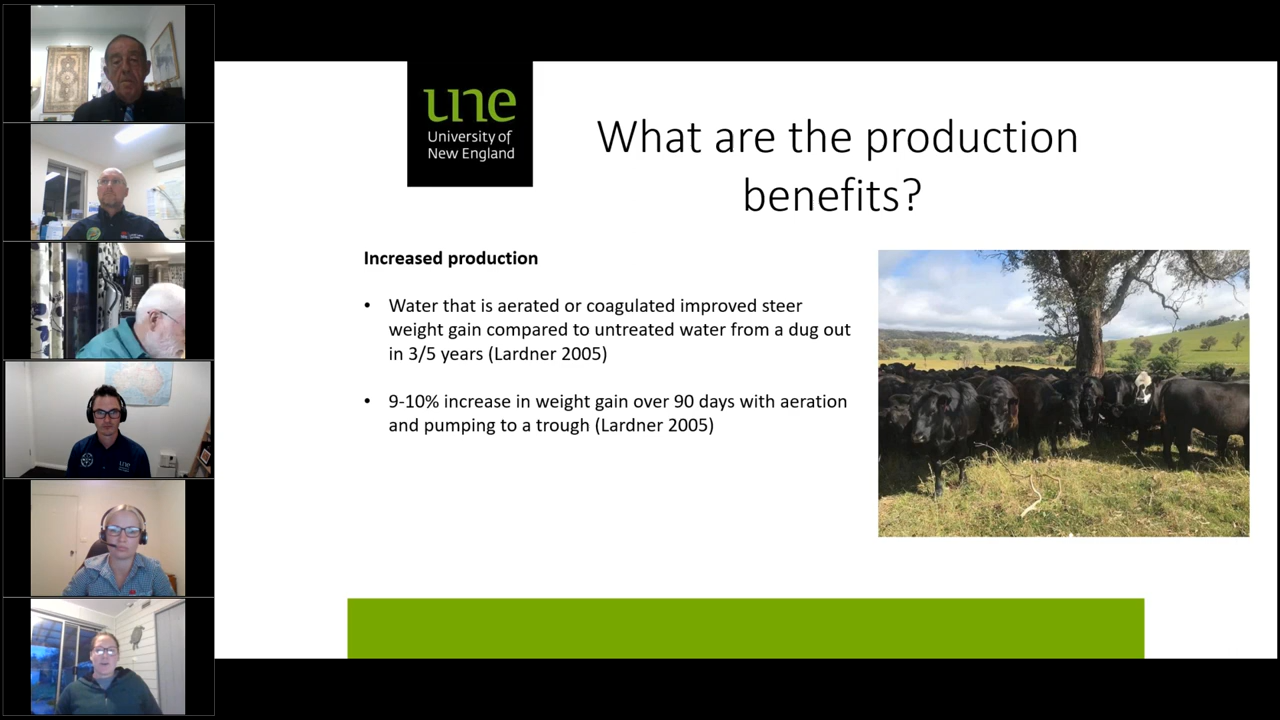 une
University of
New England
What are the production
benefits?
Increased production
• Water that is aerated or coagulated improved steer
weight gain compared to untreated water from a dug out
in 3/5 years (Lardner 2005)
• 9-10% increase in weight gain over 90 days with aeration
and pumping to a trough (Lardner 2005)
une